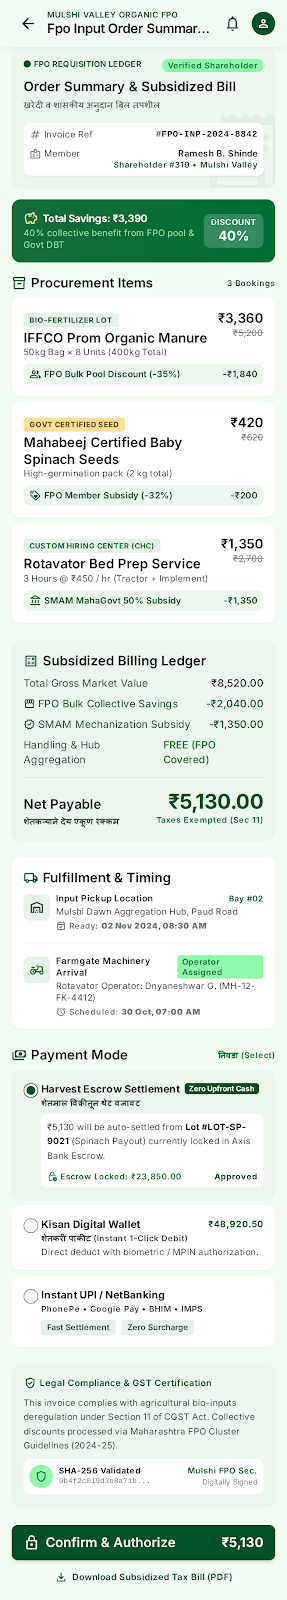 MULSHI VALLEY ORGANIC FPO
Fpo Input Order Summar...
FPO REQUISITION LEDGER
Verified Shareholder
Order Summary & Subsidized Bill
खरेदी व शासकीय अनुदान बिल तपशील
# Invoice Ref
#FPO-INP-2024-8842
Member
Ramesh B. Shinde
Shareholder #319 • Mulshi Valley
Total Savings: ₹3,390
40% collective benefit from FPO pool &
Govt DBT
DISCOUNT
40%
Procurement Items
3 Bookings
BIO-FERTILIZER LOT
₹3,360
₹5,200
IFFCO Prom Organic Manure
50kg Bag × 8 Units (400kg Total)
FPO Bulk Pool Discount (-35%)
-₹1,840
GOVT CERTIFIED SEED
₹420
₹620
Mahabeej Certified Baby
Spinach Seeds
High-germination pack (2 kg total)
FPO Member Subsidy (-32%)
-₹200
CUSTOM HIRING CENTER (CHC)
₹1,350
₹2,700
Rotavator Bed Prep Service
3 Hours @ ₹450 / hr (Tractor + Implement)
SMAM MahaGovt 50% Subsidy
-₹1,350
Subsidized Billing Ledger
Total Gross Market Value
₹8,520.00
FPO Bulk Collective Savings
-₹2,040.00
SMAM Mechanization Subsidy
-₹1,350.00
Handling & Hub
Aggregation
FREE (FPO
Covered)
Net Payable
₹5,130.00
शेतकऱ्याने देय एकूण रक्कम
Taxes Exempted (Sec 11)
Fulfillment & Timing
Input Pickup Location
Bay #02
Mulshi Dawn Aggregation Hub, Paud Road
Ready: 02 Nov 2024, 08:30 AM
Farmgate Machinery
Arrival
Operator
Assigned
Rotavator Operator: Dnyaneshwar G. (MH-12-
FK-4412)
Scheduled: 30 Oct, 07:00 AM
Payment Mode
निवडा (Select)
Harvest Escrow Settlement
Zero Upfront Cash
शेतमाल विक्रीतून थेट वजावट
₹5,130 will be auto-settled from Lot #LOT-SP-
9021 (Spinach Payout) currently locked in Axis
Bank Escrow.
Escrow Locked: ₹23,850.00
Approved
Kisan Digital Wallet
₹48,920.50
शेतकरी पाकीट (Instant 1-Click Debit)
Direct deduct with biometric / MPIN authorization.
Instant UPI / NetBanking
PhonePe • Google Pay • BHIM • IMPS
Fast Settlement
Zero Surcharge
Legal Compliance & GST Certification
This invoice complies with agricultural bio-inputs
deregulation under Section 11 of CGST Act. Collective
discounts processed via Maharashtra FPO Cluster
Guidelines (2024-25).
SHA-256 Validated
Mulshi FPO Sec.
9b4f2c019d3e8a71b...
Digitally Signed
Confirm & Authorize
₹5,130
Download Subsidized Tax Bill (PDF)